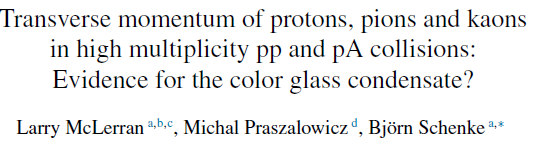 Transverse momentum of protons, pions and kaons
in high multiplicity pp and pA collisions:
Evidence for the color glass condensate?
Larry McLerran a,b,c, Michal Praszalowicz d, Björn Schenke a,*